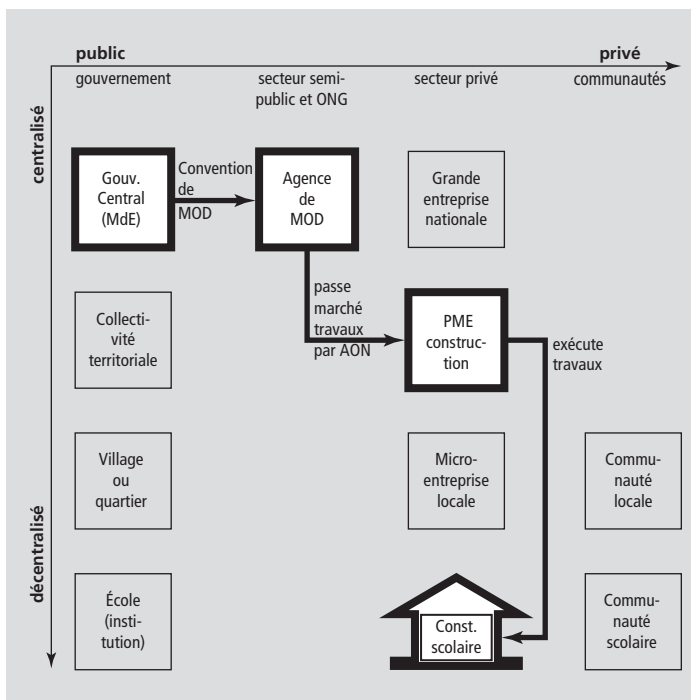 public
privé
gouvernement
secteur semi-
public et ONG
secteur privé
communautés
centralisé
décentralisé
Gouv.
Central
(MdE)
Convention
de
MOD
Agence
de
MOD
Grande
entreprise
nationale
passe
marché
travaux
par AON
Collecti-
vité
territoriale
PME
construc-
tion
exécute
travaux
Village
ou
quartier
Micro-
entreprise
locale
Commu-
nauté
locale
École
(insti-
tution)
Const.
scolaire
Commu-
nauté
scolaire